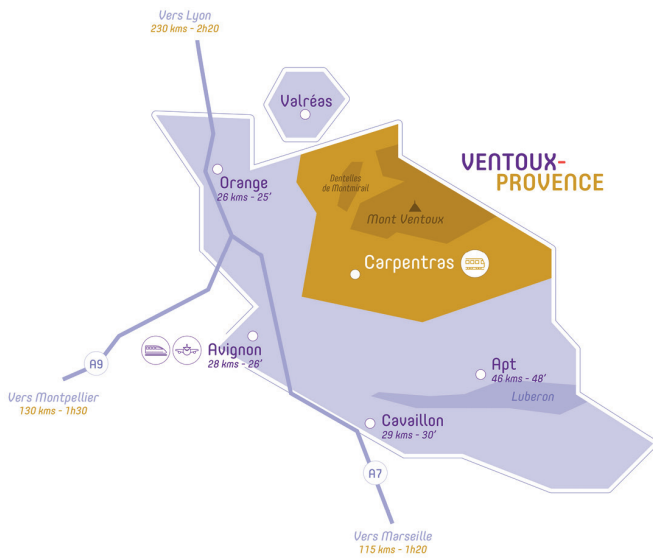 Vers Lyon
230 kms - 2h20
Valréas
VENTOUX-
PROVENCE
Orange
26 kms - 25'
Dentelles
de Montmirail
Mont Ventoux
Carpentras
Avignon
28 kms - 26'
A9
Apt
46 kms - 48'
Vers Montpellier
130 kms - 1h30
Luberon
Cavaillon
29 kms - 30'
A7
Vers Marseille
115 kms - 1h20